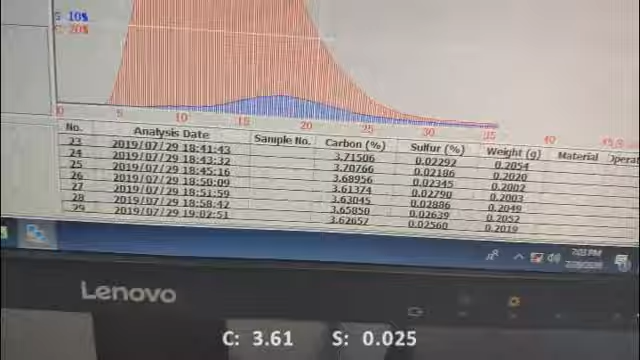 S: 10%
C: 20%
0 5 10 15 20 25 30 35 40
No. Analysis Date Sample No. Carbon (%) Sulfur (%) Weight (g) Material
23 2019/07/29 18:41:43 3.71506 0.02292 0.2054
24 2019/07/29 18:43:32 3.70766 0.02186 0.2020
25 2019/07/29 18:45:16 3.68956 0.02345 0.2002
26 2019/07/29 18:50:09 3.61374 0.02790 0.2003
27 2019/07/29 18:51:59 3.63045 0.02886 0.2049
28 2019/07/29 18:58:42 3.65850 0.02639 0.2052
29 2019/07/29 19:02:51 3.62657 0.02560 0.2019
7:03 PM
Lenovo
C: 3.61 S: 0.025